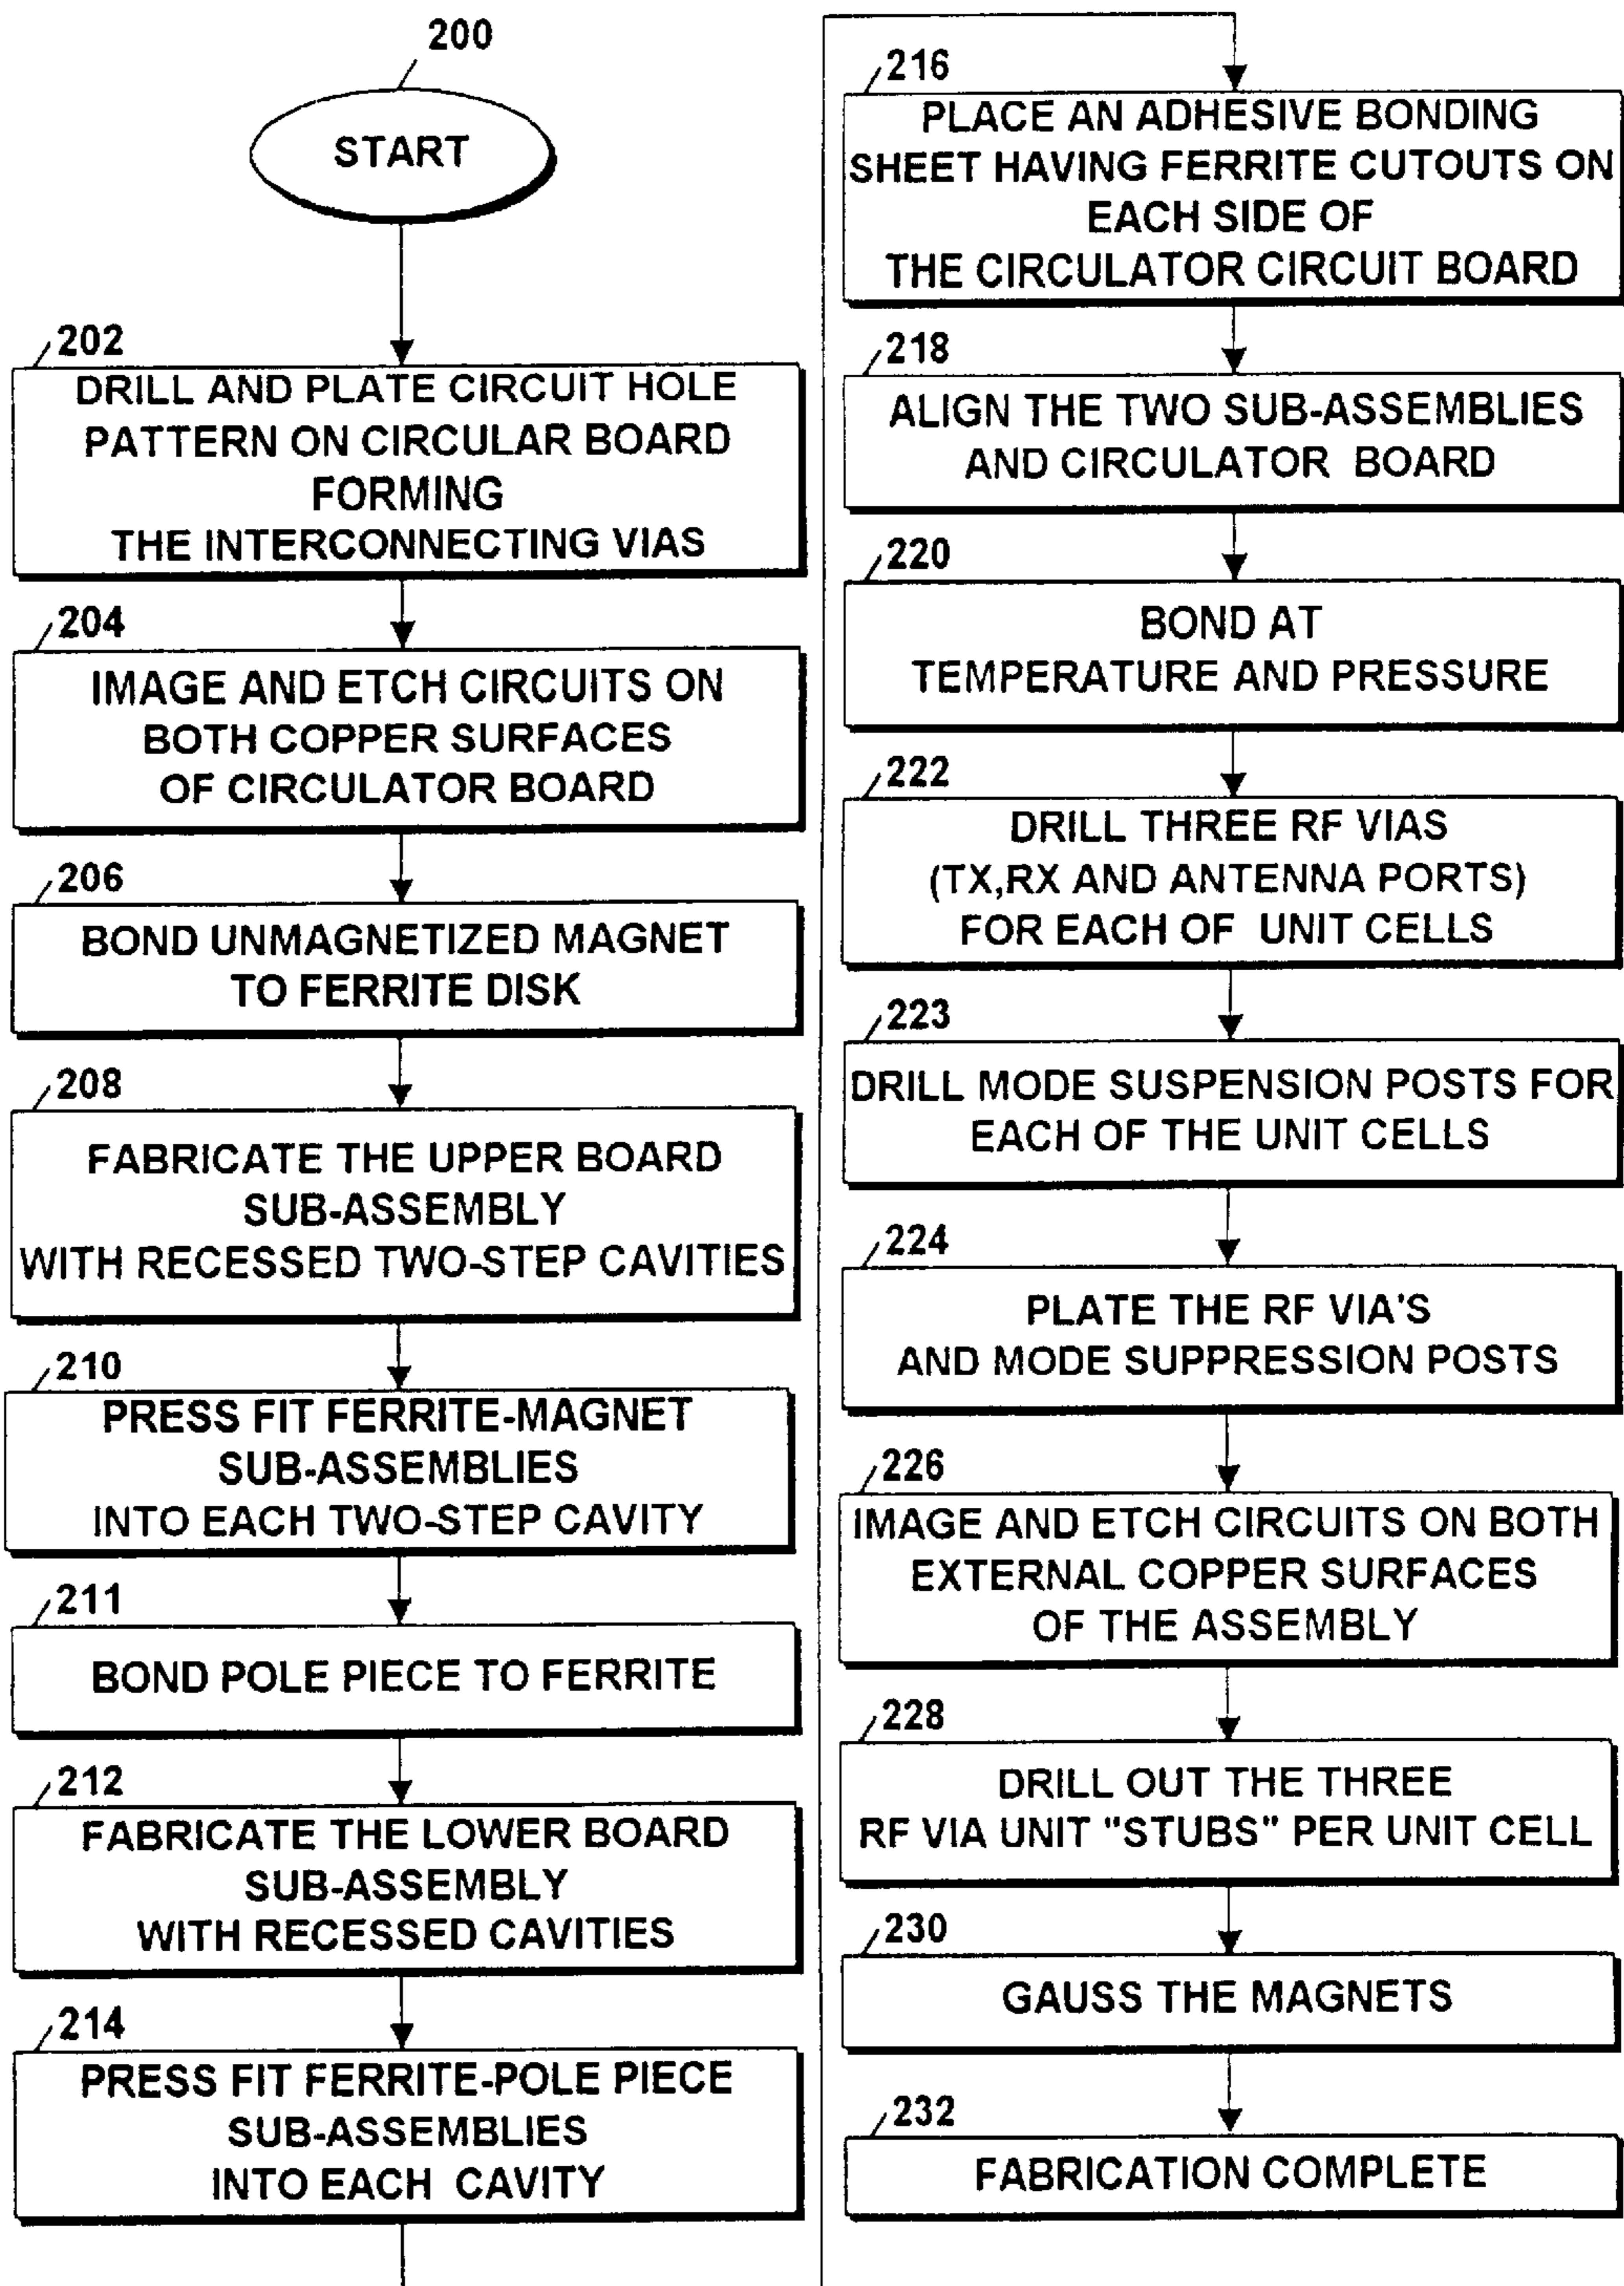 200
START
202
DRILL AND PLATE CIRCUIT HOLE
PATTERN ON CIRCULAR BOARD
FORMING
THE INTERCONNECTING VIAS
204
IMAGE AND ETCH CIRCUITS ON
BOTH COPPER SURFACES
OF CIRCULATOR BOARD
206
BOND UNMAGNETIZED MAGNET
TO FERRITE DISK
208
FABRICATE THE UPPER BOARD
SUB-ASSEMBLY
WITH RECESSED TWO-STEP CAVITIES
210
PRESS FIT FERRITE-MAGNET
SUB-ASSEMBLIES
INTO EACH TWO-STEP CAVITY
211
BOND POLE PIECE TO FERRITE
212
FABRICATE THE LOWER BOARD
SUB-ASSEMBLY
WITH RECESSED CAVITIES
214
PRESS FIT FERRITE-POLE PIECE
SUB-ASSEMBLIES
INTO EACH CAVITY
216
PLACE AN ADHESIVE BONDING
SHEET HAVING FERRITE CUTOUTS ON
EACH SIDE OF
THE CIRCULATOR CIRCUIT BOARD
218
ALIGN THE TWO SUB-ASSEMBLIES
AND CIRCULATOR BOARD
220
BOND AT
TEMPERATURE AND PRESSURE
222
DRILL THREE RF VIAS
(TX,RX AND ANTENNA PORTS)
FOR EACH OF UNIT CELLS
223
DRILL MODE SUSPENSION POSTS FOR
EACH OF THE UNIT CELLS
224
PLATE THE RF VIA'S
AND MODE SUPPRESSION POSTS
226
IMAGE AND ETCH CIRCUITS ON BOTH
EXTERNAL COPPER SURFACES
OF THE ASSEMBLY
228
DRILL OUT THE THREE
RF VIA UNIT "STUBS" PER UNIT CELL
230
GAUSS THE MAGNETS
232
FABRICATION COMPLETE